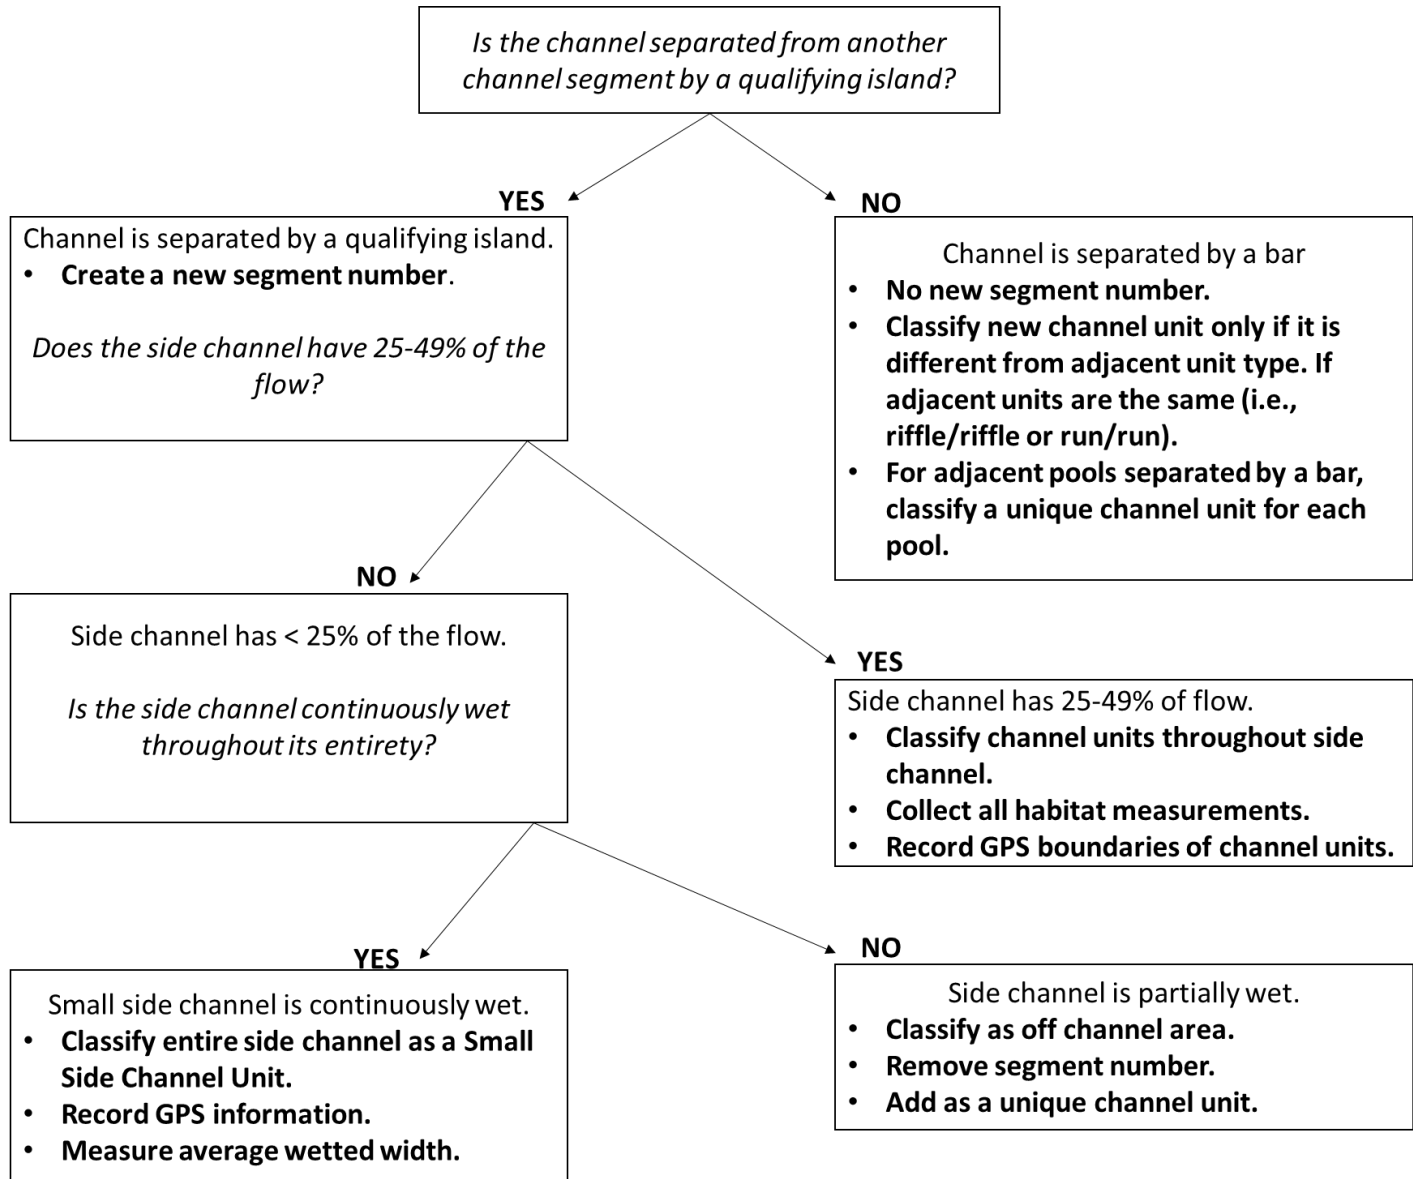 Is the channel separated from another
channel segment by a qualifying island?
YES
NO
Channel is separated by a qualifying island.
• Create a new segment number.
Does the side channel have 25-49% of the
flow?
Channel is separated by a bar
• No new segment number.
• Classify new channel unit only if it is
different from adjacent unit type. If
adjacent units are the same (i.e.,
riffle/riffle or run/run).
• For adjacent pools separated by a bar,
classify a unique channel unit for each
pool.
NO
Side channel has < 25% of the flow.
Is the side channel continuously wet
throughout its entirety?
YES
Side channel has 25-49% of flow.
• Classify channel units throughout side
channel.
• Collect all habitat measurements.
• Record GPS boundaries of channel units.
YES
Small side channel is continuously wet.
• Classify entire side channel as a Small
Side Channel Unit.
• Record GPS information.
• Measure average wetted width.
NO
Side channel is partially wet.
• Classify as off channel area.
• Remove segment number.
• Add as a unique channel unit.